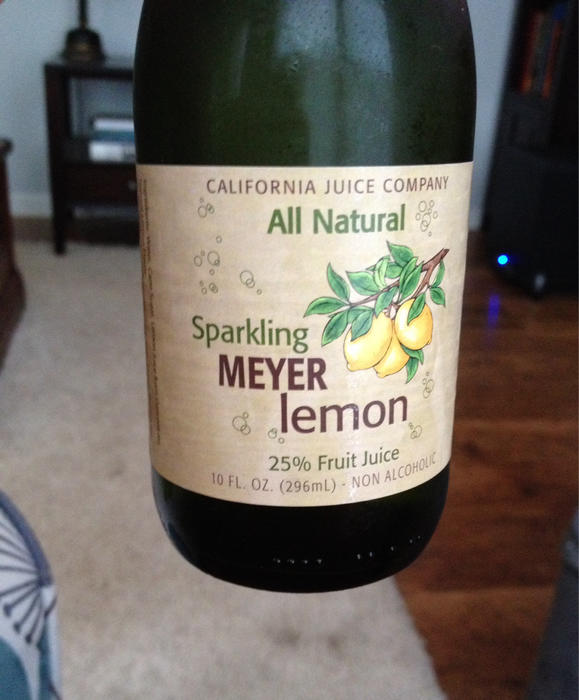 CALIFORNIA JUICE COMPANY
All Natural
Sparkling
MEYER
lemon
25% Fruit Juice
10 FL. OZ. (296mL) - NON ALCOHOLIC